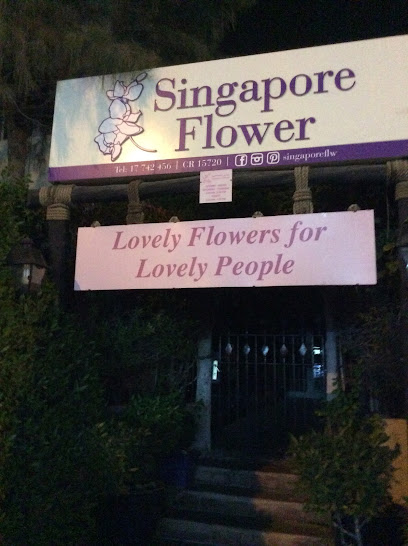 Singapore
Flower
Tel: 17 742 456 | CR 15720 | singaporeflw
Lovely Flowers for
Lovely People